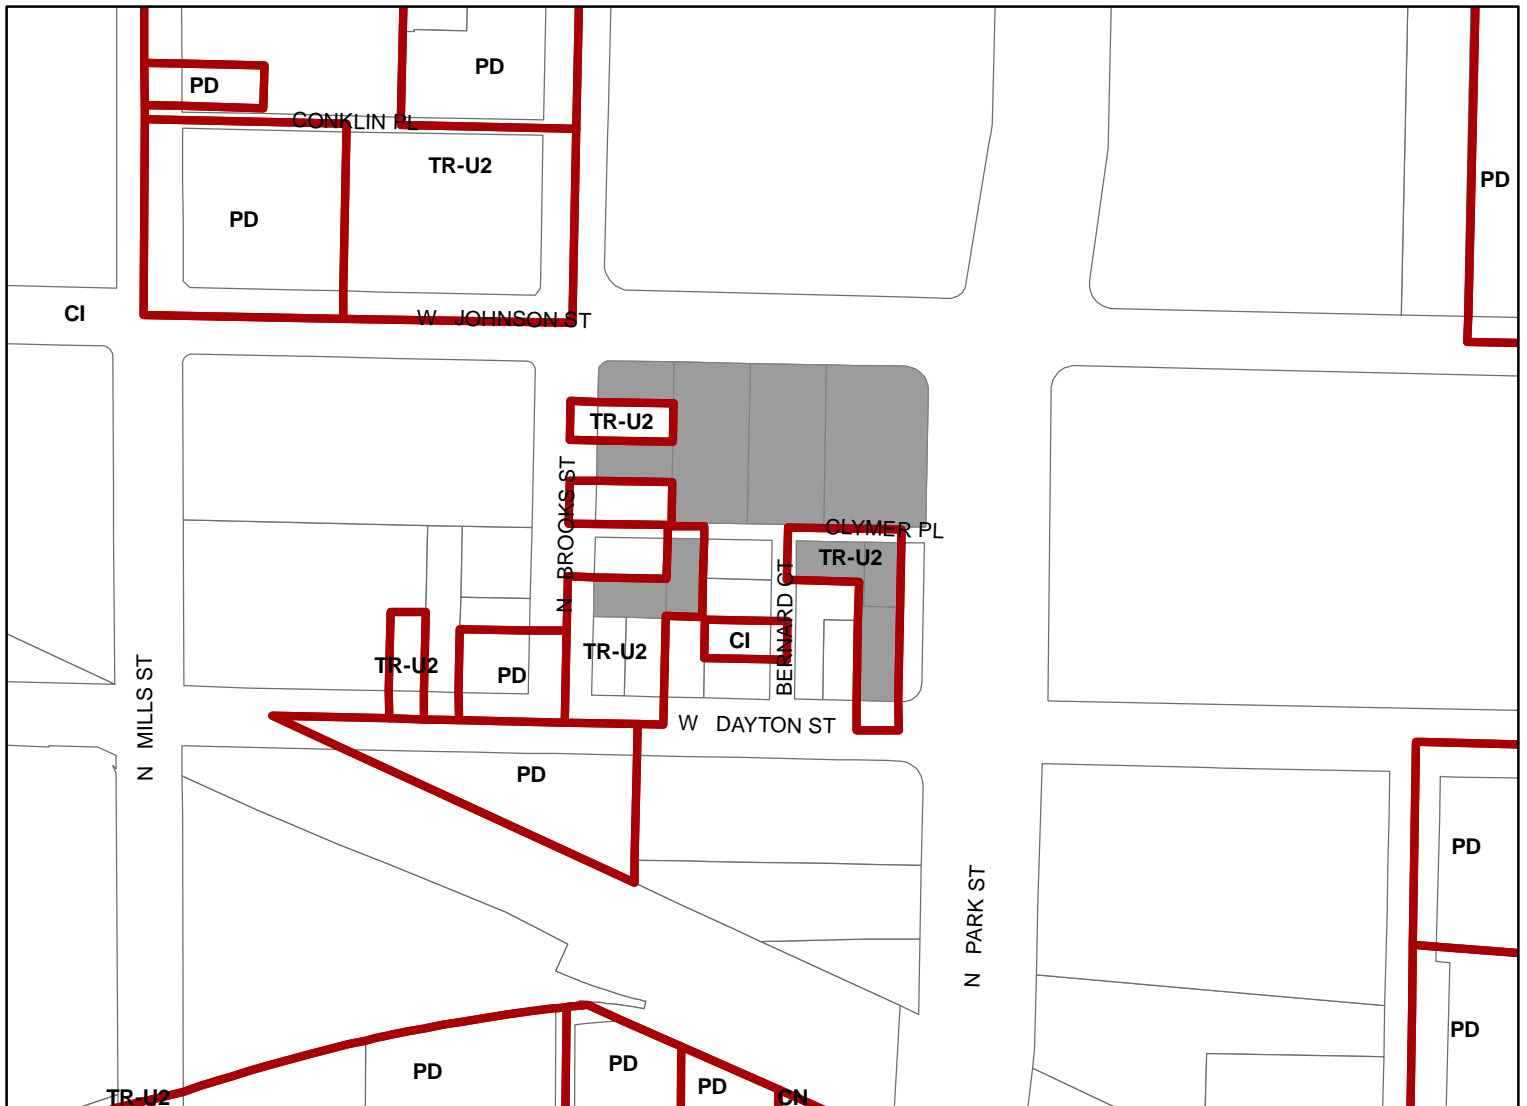 PD
PD
CONKLIN PL
TR-U2
PD
PD
CI
W JOHNSON ST
TR-U2
N BROOKS ST
CLYMER PL
TR-U2
BERNARD CT
CI
TR-U2
TR-U2
PD
N MILLS ST
W DAYTON ST
PD
PD
N PARK ST
PD
PD
PD
PD
TR-U2
CN